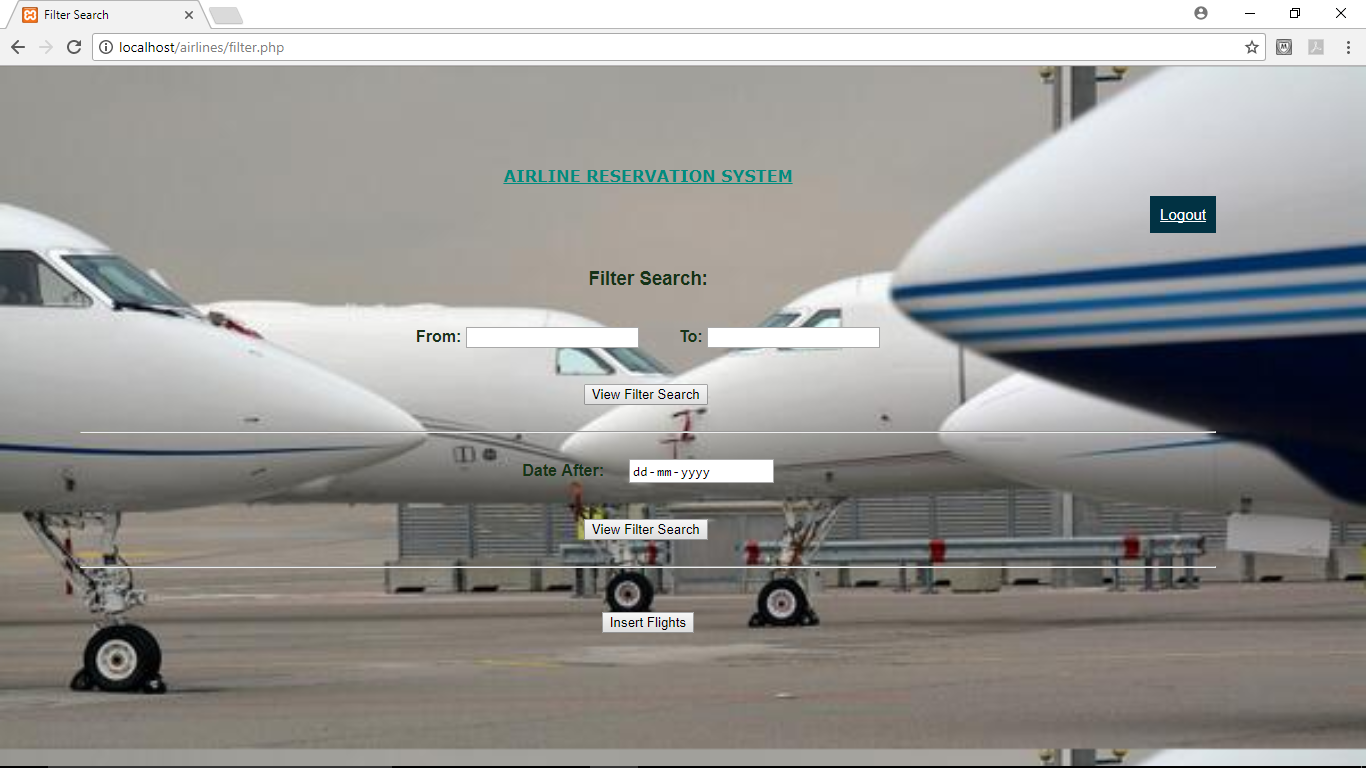 Filter Search
localhost/airlines/filter.php
AIRLINE RESERVATION SYSTEM
Logout
Filter Search:
From: To:
View Filter Search
Date After: dd-mm-yyyy
View Filter Search
Insert Flights